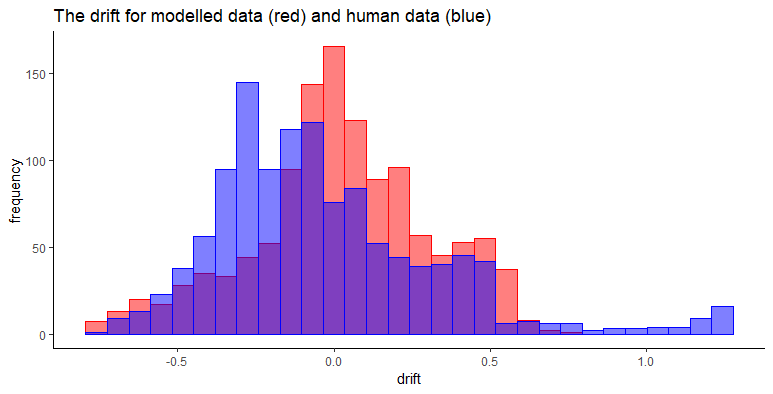 The drift for modelled data (red) and human data (blue)
150
100
50
0
frequency
-0.5
0.0
0.5
1.0
drift